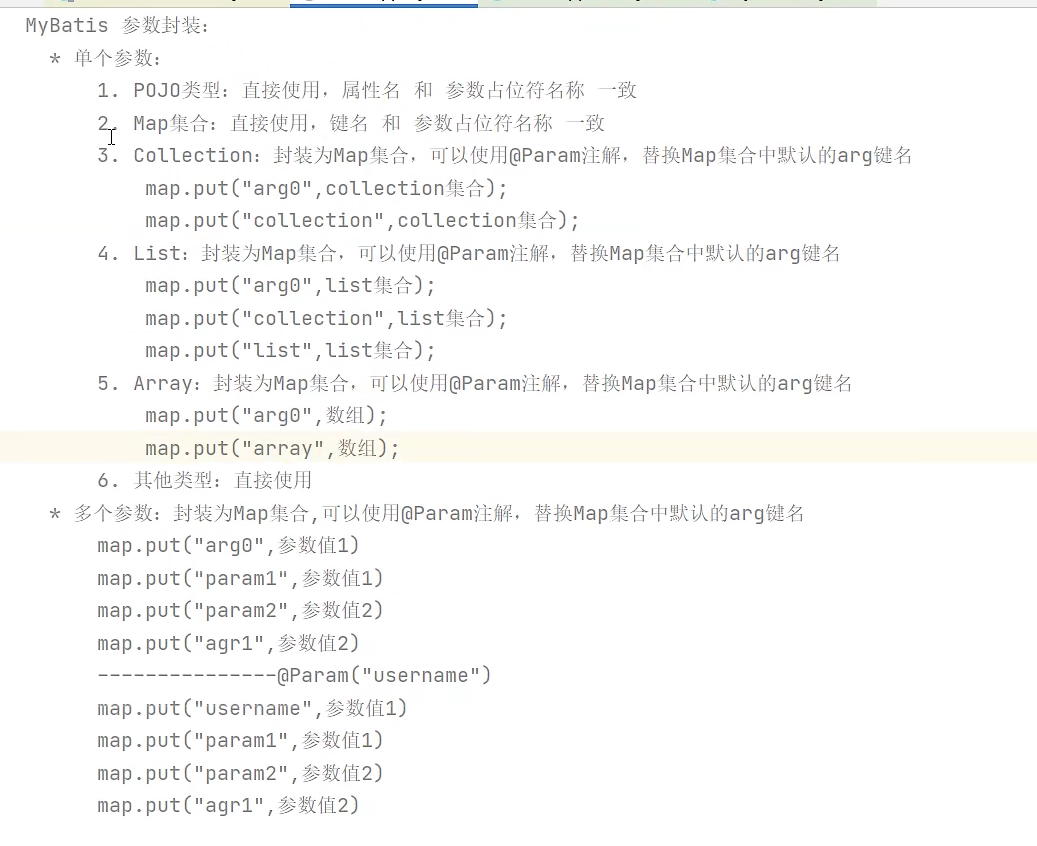 MyBatis 参数封装：
* 单个参数：
1. POJO类型：直接使用，属性名 和 参数占位符名称 一致
2. Map集合：直接使用，键名 和 参数占位符名称 一致
3. Collection：封装为Map集合，可以使用@Param注解，替换Map集合中默认的arg键名
map.put("arg0",collection集合);
map.put("collection",collection集合);
4. List：封装为Map集合，可以使用@Param注解，替换Map集合中默认的arg键名
map.put("arg0",list集合);
map.put("collection",list集合);
map.put("list",list集合);
5. Array：封装为Map集合，可以使用@Param注解，替换Map集合中默认的arg键名
map.put("arg0",数组);
map.put("array",数组);
6. 其他类型：直接使用
* 多个参数：封装为Map集合,可以使用@Param注解，替换Map集合中默认的arg键名
map.put("arg0",参数值1)
map.put("param1",参数值1)
map.put("param2",参数值2)
map.put("agr1",参数值2)
---------------@Param("username")
map.put("username",参数值1)
map.put("param1",参数值1)
map.put("param2",参数值2)
map.put("agr1",参数值2)